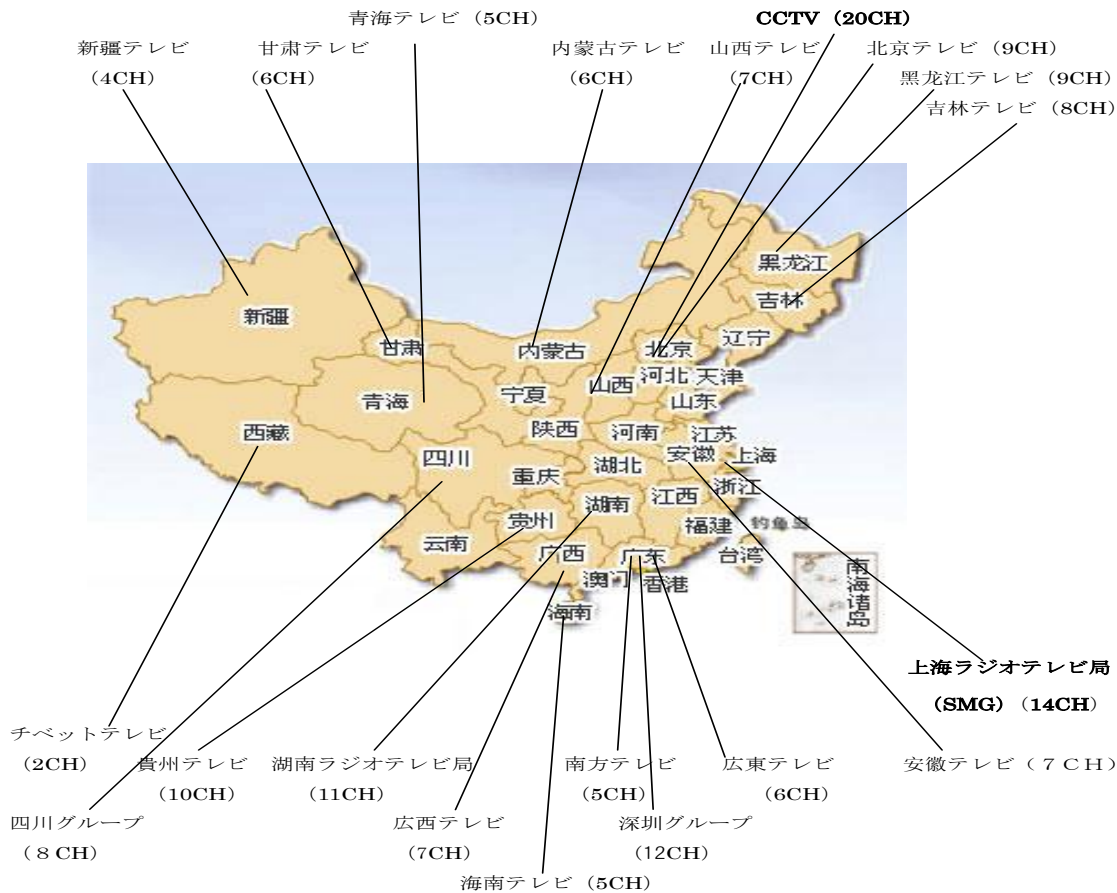 青海テレビ（5CH）
CCTV（20CH）
新疆テレビ
（4CH）
甘肃テレビ
（6CH）
内蒙古テレビ
（6CH）
山西テレビ
（7CH）
北京テレビ（9CH）
黑龙江テレビ（9CH）
吉林テレビ（8CH）
黑龙江
吉林
新疆
辽宁
甘肃
内蒙古
北京
河北
天津
山西
宁夏
青海
山东
西藏
陕西
河南
江苏
四川
安徽
上海
重庆
湖北
浙江
湖南
江西
贵州
福建
钓鱼岛
云南
广西
广东
台湾
澳门
香港
南海诸岛
海南
上海ラジオテレビ局
（SMG）（14CH）
チベットテレビ
（2CH）
貴州テレビ
（10CH）
湖南ラジオテレビ局
（11CH）
南方テレビ
（5CH）
広東テレビ
（6CH）
安徽テレビ（７ＣＨ）
四川グループ
（８CH）
広西テレビ
（7CH）
深圳グループ
（12CH）
海南テレビ（5CH）